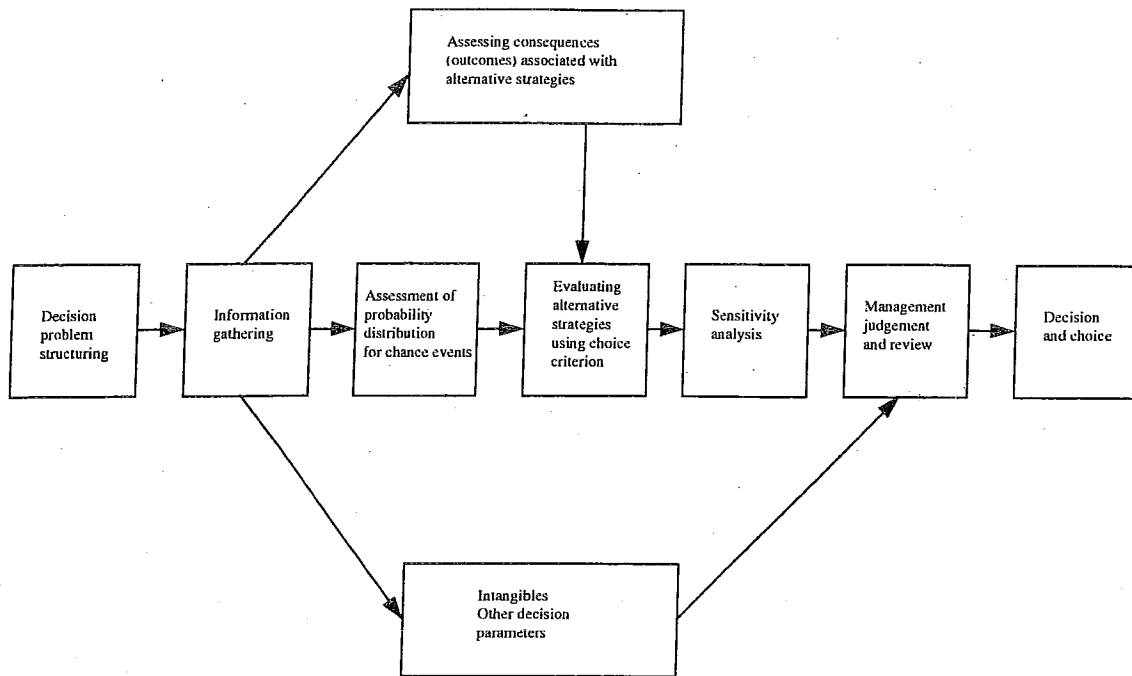 Assessing consequences
(outcomes) associated with
alternative strategies
Decision
problem
structuring
Information
gathering
Assessment of
probability
distribution
for chance events
Evaluating
alternative
strategies
using choice
criterion
Sensitivity
analysis
Management
judgement
and review
Decision
and choice
Intangibles
Other decision
parameters